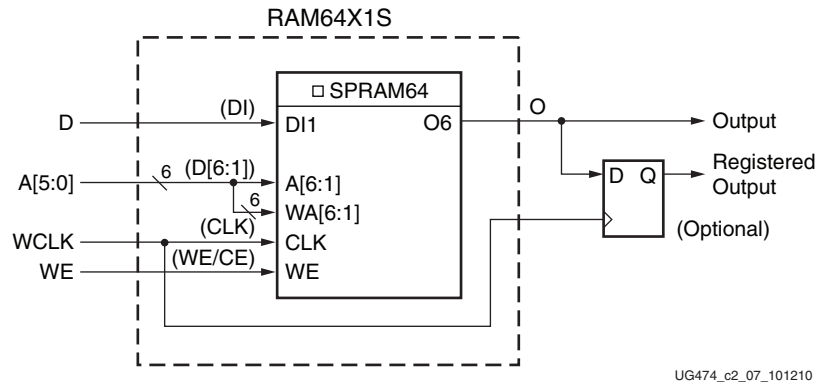 RAM64X1S
□ SPRAM64
D
(DI)
DI1
O6
O
Output
A[5:0]
6
(D[6:1])
A[6:1]
6
WA[6:1]
D Q
Registered
Output
WCLK
(CLK)
CLK
(Optional)
WE
(WE/CE)
WE
UG474_c2_07_101210